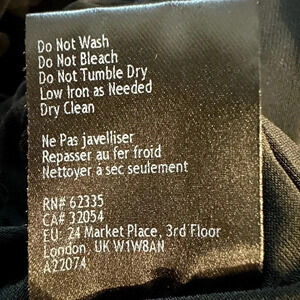 Do Not Wash
Do Not Bleach
Do Not Tumble Dry
Low Iron as Needed
Dry Clean
Ne Pas javelliser
Repasser au fer froid
Nettoyer à sec seulement
RN# 62335
CA# 32054
EU: 24 Market Place, 3rd Floor
London, UK W1W8AN
A22074